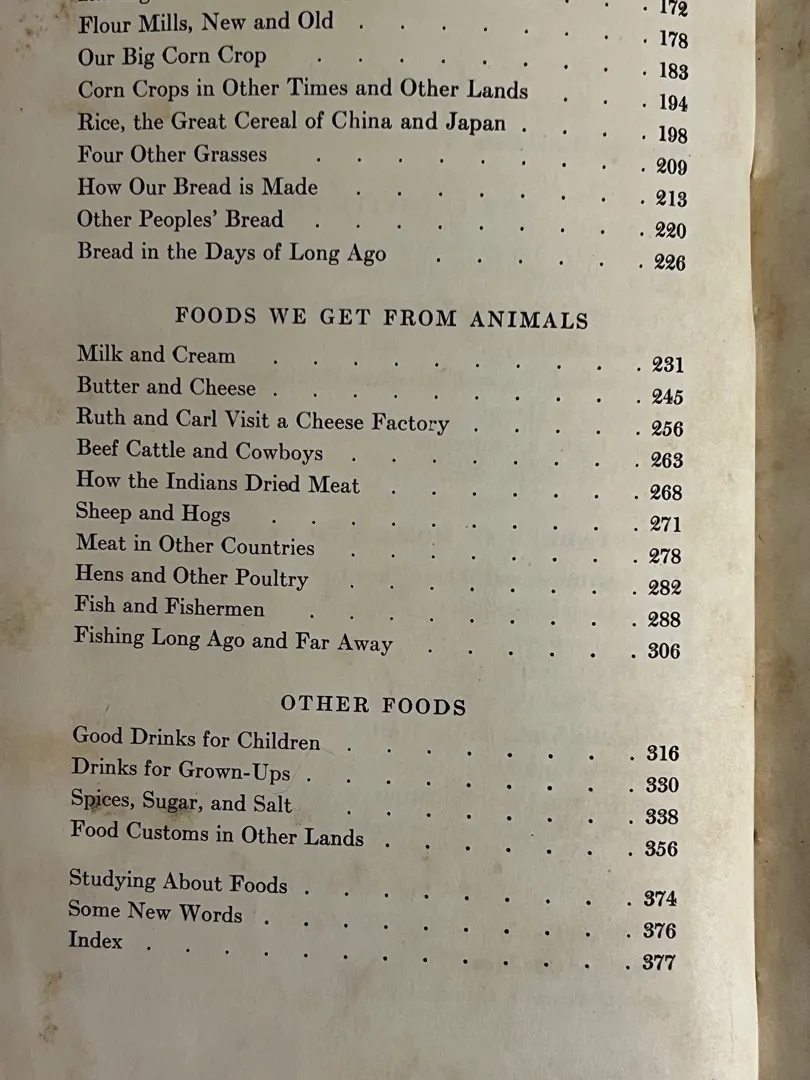 172
Flour Mills, New and Old . . . . . . . . 178
Our Big Corn Crop . . . . . . . . . 183
Corn Crops in Other Times and Other Lands . . . 194
Rice, the Great Cereal of China and Japan . . . . 198
Four Other Grasses . . . . . . . . . 209
How Our Bread is Made . . . . . . . . 213
Other Peoples’ Bread . . . . . . . . . 220
Bread in the Days of Long Ago . . . . . . 226
FOODS WE GET FROM ANIMALS
Milk and Cream . . . . . . . . . . 231
Butter and Cheese . . . . . . . . . . 245
Ruth and Carl Visit a Cheese Factory . . . . . 256
Beef Cattle and Cowboys . . . . . . . . 263
How the Indians Dried Meat . . . . . . . 268
Sheep and Hogs . . . . . . . . . . 271
Meat in Other Countries . . . . . . . . 278
Hens and Other Poultry . . . . . . . . 282
Fish and Fishermen . . . . . . . . . 288
Fishing Long Ago and Far Away . . . . . . 306
OTHER FOODS
Good Drinks for Children . . . . . . . . 316
Drinks for Grown-Ups . . . . . . . . . 330
Spices, Sugar, and Salt . . . . . . . . 338
Food Customs in Other Lands . . . . . . . 356
Studying About Foods . . . . . . . . . 374
Some New Words . . . . . . . . . . 376
Index . . . . . . . . . . . . . 377